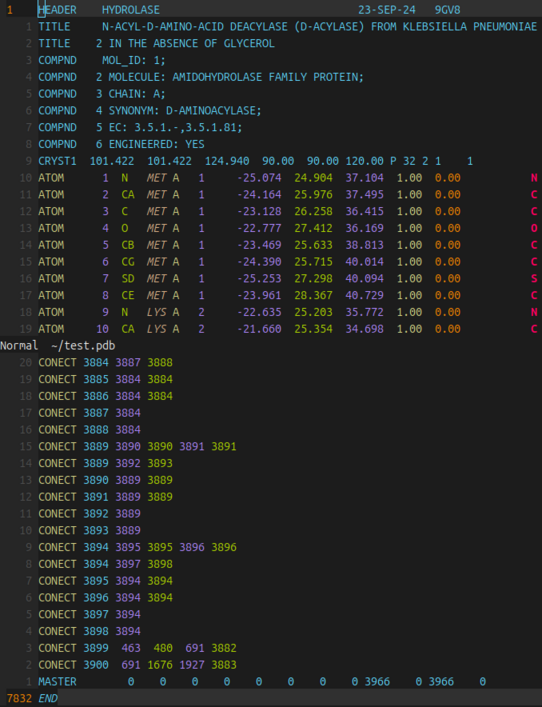 1 HEADER    HYDROLASE                               23-SEP-24   9GV8
1 TITLE     N-ACYL-D-AMINO-ACID DEACYLASE (D-ACYLASE) FROM KLEBSIELLA PNEUMONIAE
2 TITLE    2 IN THE ABSENCE OF GLYCEROL
3 COMPND    MOL_ID: 1;
4 COMPND   2 MOLECULE: AMIDOHYDROLASE FAMILY PROTEIN;
5 COMPND   3 CHAIN: A;
6 COMPND   4 SYNONYM: D-AMINOACYLASE;
7 COMPND   5 EC: 3.5.1.-,3.5.1.81;
8 COMPND   6 ENGINEERED: YES
9 CRYST1  101.422  101.422  124.940  90.00  90.00 120.00 P 32 2 1    1
10 ATOM      1  N   MET A   1     -25.074  24.904  37.104  1.00  0.00           N
11 ATOM      2  CA  MET A   1     -24.164  25.976  37.495  1.00  0.00           C
12 ATOM      3  C   MET A   1     -23.128  26.258  36.415  1.00  0.00           C
13 ATOM      4  O   MET A   1     -22.777  27.412  36.169  1.00  0.00           O
14 ATOM      5  CB  MET A   1     -23.469  25.633  38.813  1.00  0.00           C
15 ATOM      6  CG  MET A   1     -24.390  25.715  40.014  1.00  0.00           C
16 ATOM      7  SD  MET A   1     -25.253  27.298  40.094  1.00  0.00           S
17 ATOM      8  CE  MET A   1     -23.961  28.367  40.729  1.00  0.00           C
18 ATOM      9  N   LYS A   2     -22.635  25.203  35.772  1.00  0.00           N
19 ATOM     10  CA  LYS A   2     -21.660  25.354  34.698  1.00  0.00           C
Normal  ~/test.pdb
20 CONECT 3884 3887 3888
19 CONECT 3885 3884 3884
18 CONECT 3886 3884 3884
17 CONECT 3887 3884
16 CONECT 3888 3884
15 CONECT 3889 3890 3890 3891 3891
14 CONECT 3889 3892 3893
13 CONECT 3890 3889 3889
12 CONECT 3891 3889 3889
11 CONECT 3892 3889
10 CONECT 3893 3889
9 CONECT 3894 3895 3895 3896 3896
8 CONECT 3894 3897 3898
7 CONECT 3895 3894 3894
6 CONECT 3896 3894 3894
5 CONECT 3897 3894
4 CONECT 3898 3894
3 CONECT 3899  463  480  691 3882
2 CONECT 3900  691 1676 1927 3883
1 MASTER        0    0    0    0    0    0    0    0 3966    0 3966    0
7832 END